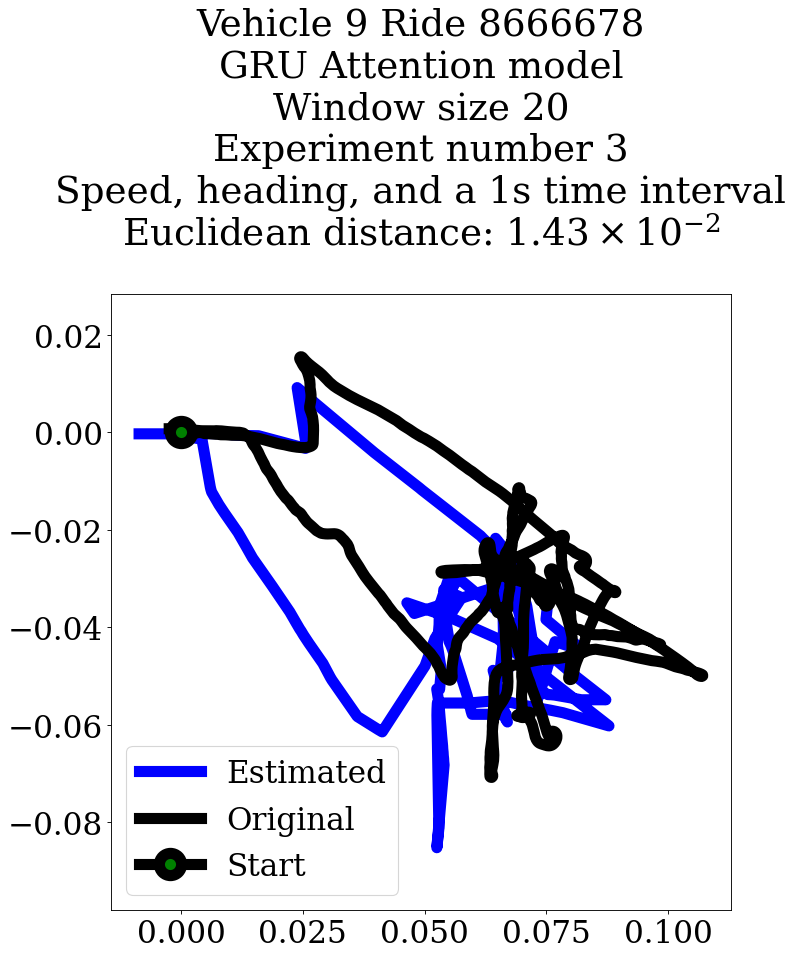 Vehicle 9 Ride 8666678
GRU Attention model
Window size 20
Experiment number 3
Speed, heading, and a 1s time interval
Euclidean distance: 1.43 × 10⁻²
0.02
0.00
−0.02
−0.04
−0.06
−0.08
Estimated
Original
Start
0.000 0.025 0.050 0.075 0.100